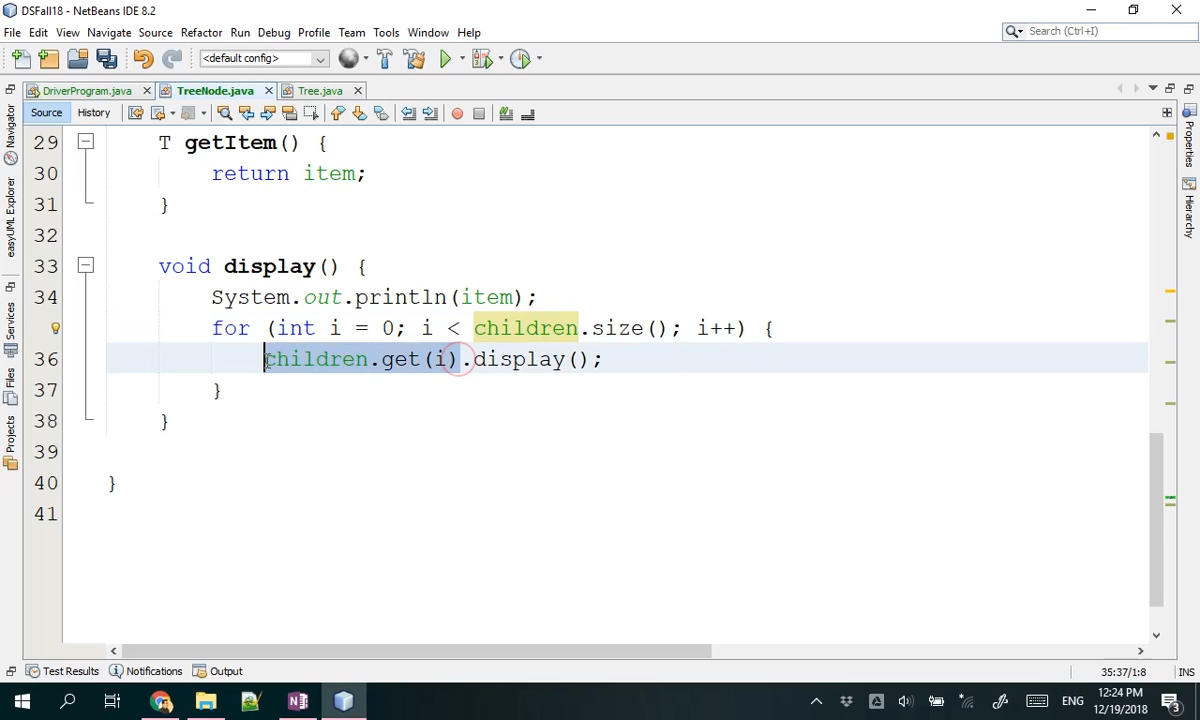 DSFall18 - NetBeans IDE 8.2
File Edit View Navigate Source Refactor Run Debug Profile Team Tools Window Help
Search (Ctrl+I)
<default config>
DriverProgram.java TreeNode.java Tree.java
Source History
29 T getItem() {
30 return item;
31 }
32
33 void display() {
34 System.out.println(item);
for (int i = 0; i < children.size(); i++) {
36 children.get(i).display();
37 }
38 }
39
40 }
41
Navigator
easyUML Explorer
Services
Files
Projects
Properties
Hierarchy
Test Results Notifications Output
35:37/1:8 INS
ENG
12:24 PM
12/19/2018
3